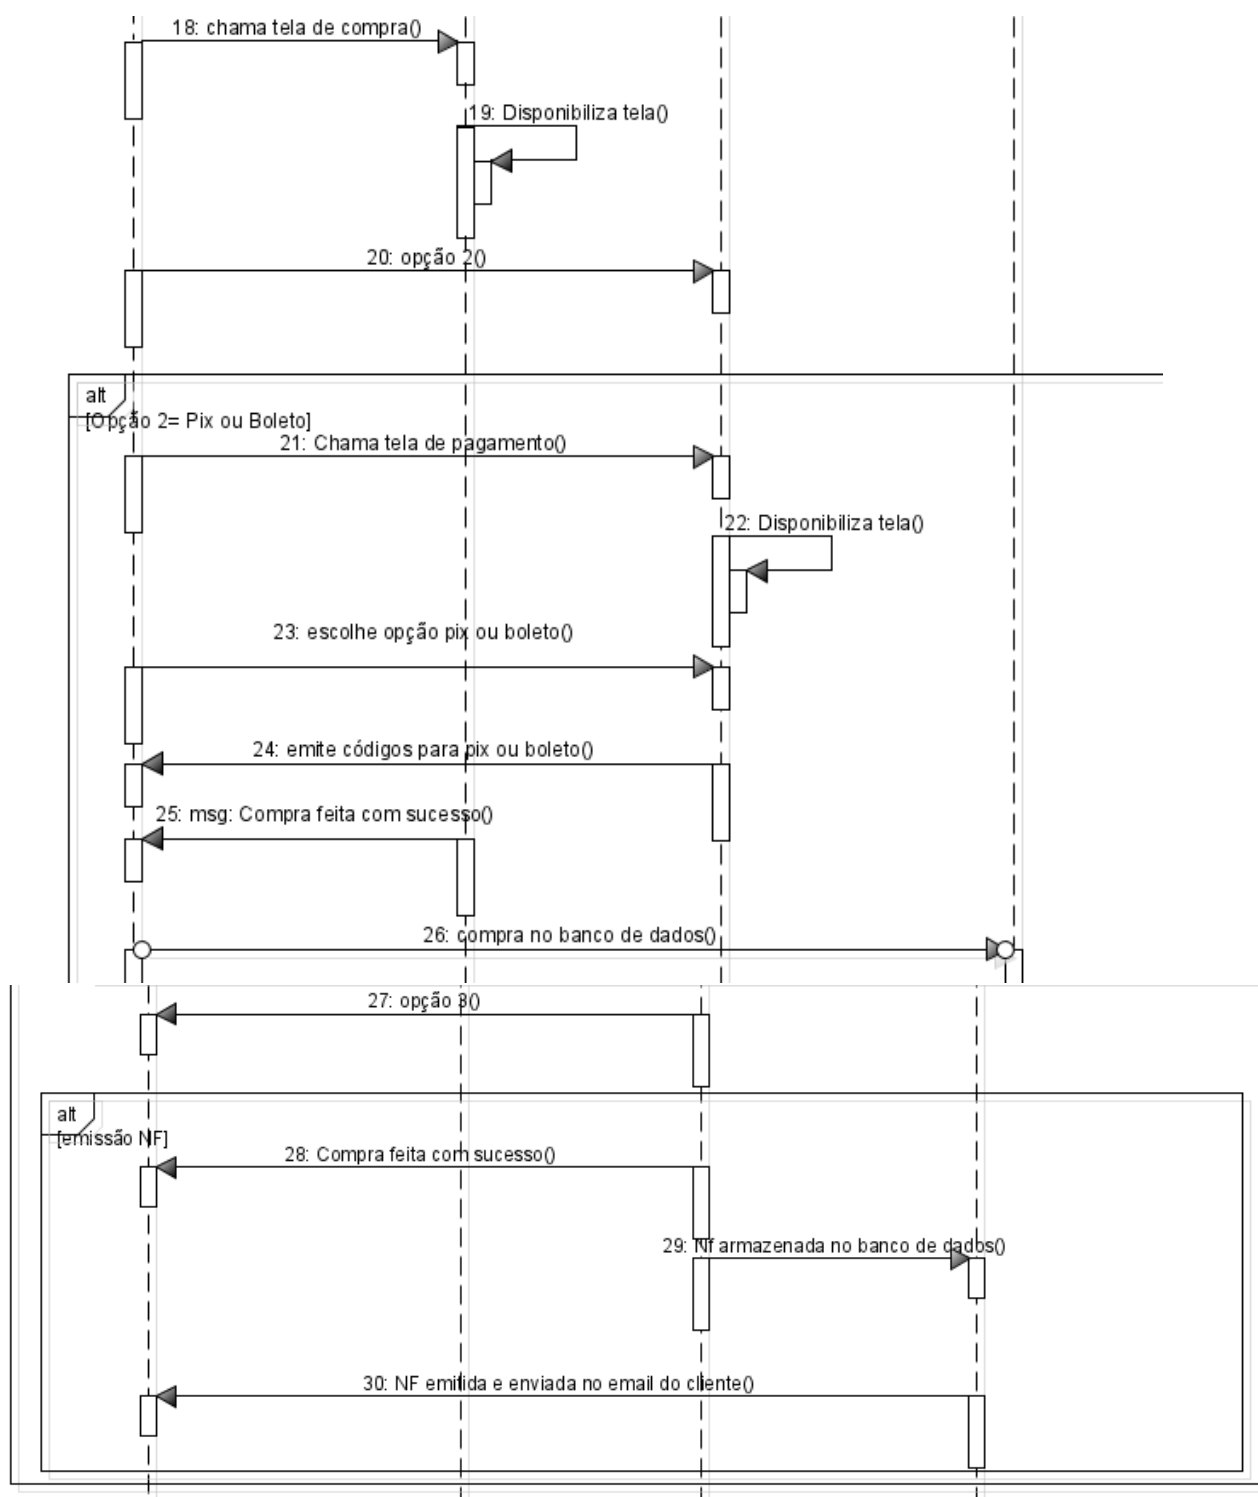 18: chama tela de compra()
19: Disponibiliza tela()
20: opção 2()
alt
[Opção 2= Pix ou Boleto]
21: Chama tela de pagamento()
22: Disponibiliza tela()
23: escolhe opção pix ou boleto()
24: emite códigos para pix ou boleto()
25: msg: Compra feita com sucesso()
26: compra no banco de dados()
27: opção 3()
alt
[emissão NF]
28: Compra feita com sucesso()
29: Nf armazenada no banco de dados()
30: NF emitida e enviada no email do cliente()